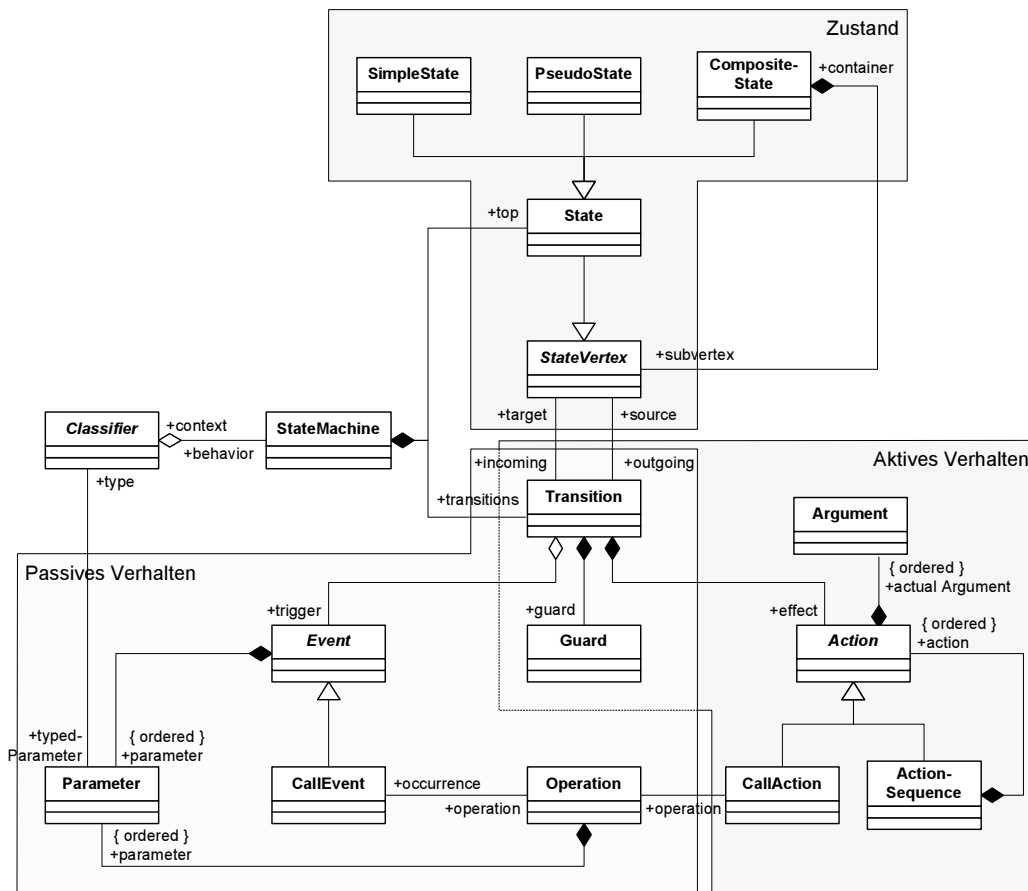 Zustand
SimpleState
PseudoState
Composite-
State
+container
+top
State
StateVertex
+subvertex
+target
+source
Classifier
+context
+behavior
StateMachine
+type
+incoming
+outgoing
Aktives Verhalten
+transitions
Transition
Argument
Passives Verhalten
{ ordered }
+actual Argument
+trigger
+guard
+effect
Event
Guard
Action
{ ordered }
+action
+typed-
Parameter
{ ordered }
+parameter
Parameter
CallEvent
+occurrence
+operation
Operation
+operation
CallAction
Action-
Sequence
{ ordered }
+parameter